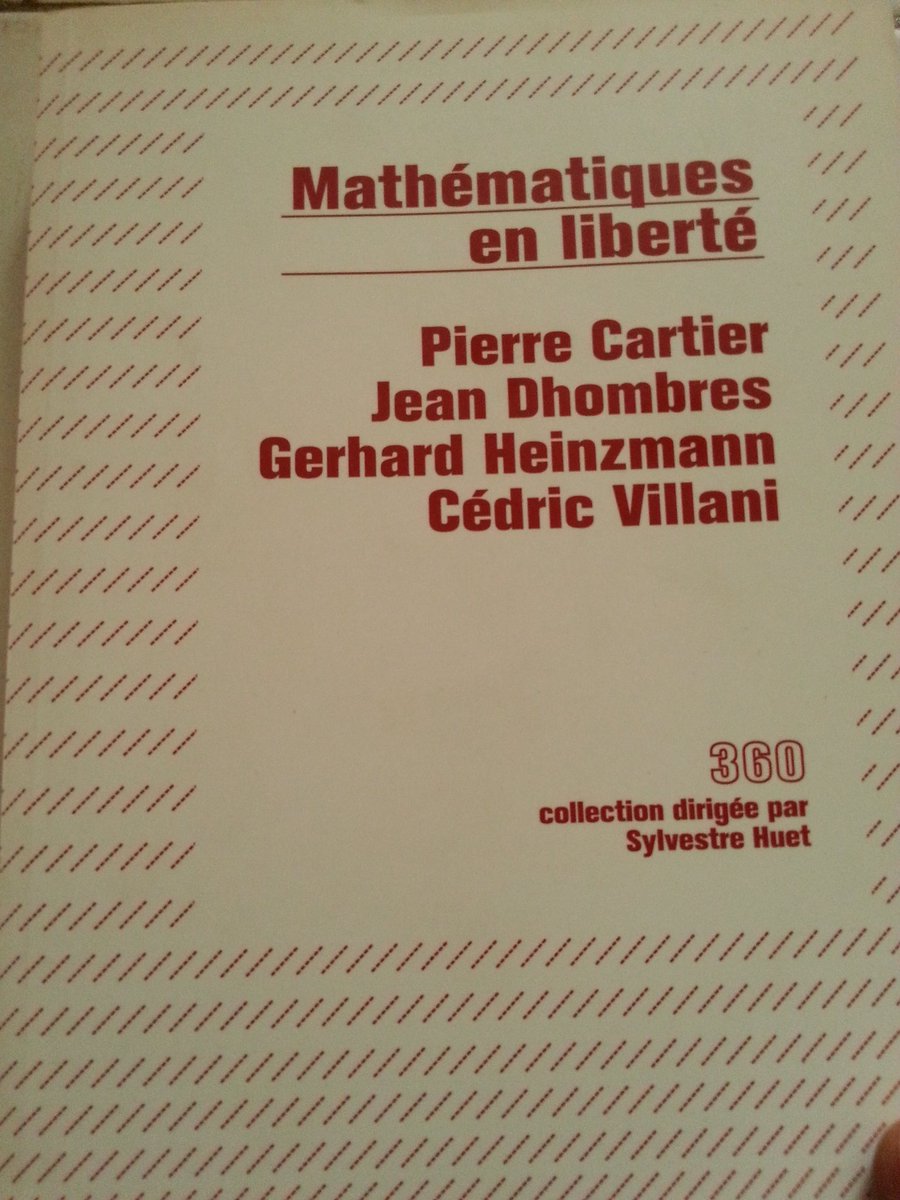 Mathématiques
en liberté
Pierre Cartier
Jean Dhombres
Gerhard Heinzmann
Cédric Villani
360
collection dirigée par
Sylvestre Huet